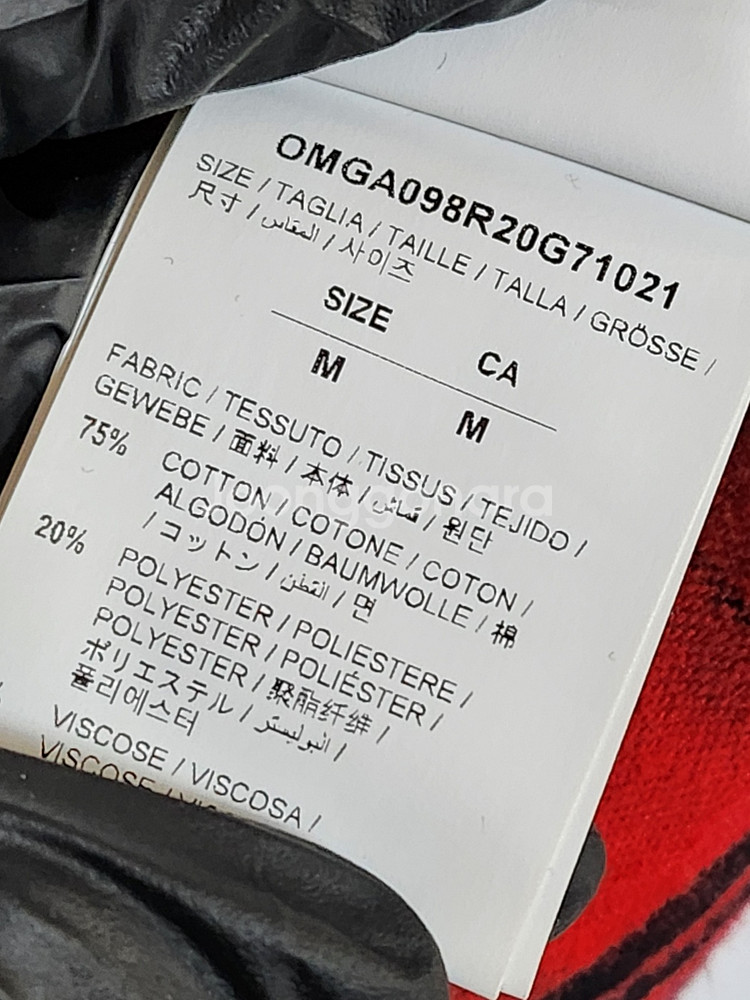 OMGA098R20G71021
SIZE / TAGLIA / TAILLE / TALLA / GRÖSSE /
尺寸 / المقاس / 사이즈
SIZE CA
M M
FABRIC / TESSUTO / TISSUS / TEJIDO /
GEWEBE / 面料 / 本体 / قماش / 원단
75% COTTON / COTONE / COTON /
ALGODÓN / BAUMWOLLE / 棉
/ コットン / القطن / 면
20% POLYESTER / POLIESTERE /
POLYESTER / POLIÉSTER /
POLYESTER / 聚酯纤维 /
ポリエステル / البوليستر /
폴리에스터
% VISCOSE / VISCOSA /
VISCOSE